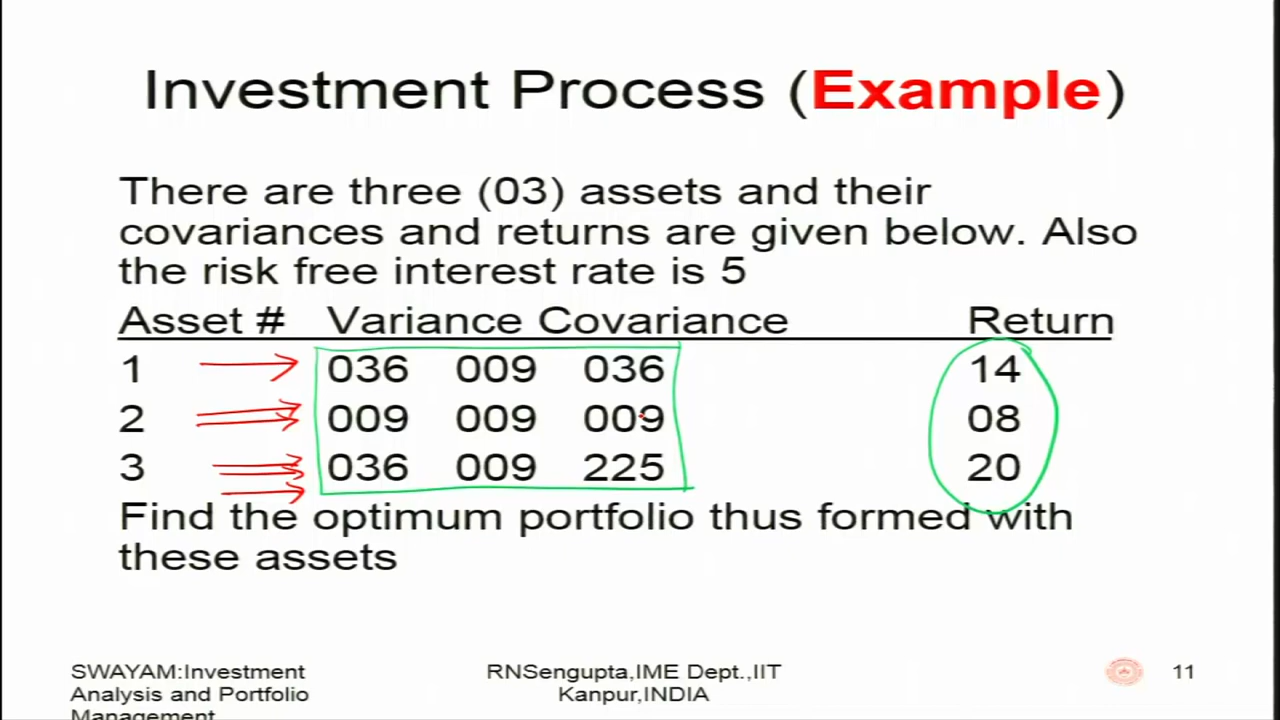 Investment Process (Example)
There are three (03) assets and their
covariances and returns are given below. Also
the risk free interest rate is 5
Asset # Variance Covariance Return
1 036 009 036 14
2 009 009 009 08
3 036 009 225 20
Find the optimum portfolio thus formed with
these assets
SWAYAM:Investment
Analysis and Portfolio
Management
RNSengupta,IME Dept.,IIT
Kanpur,INDIA
11